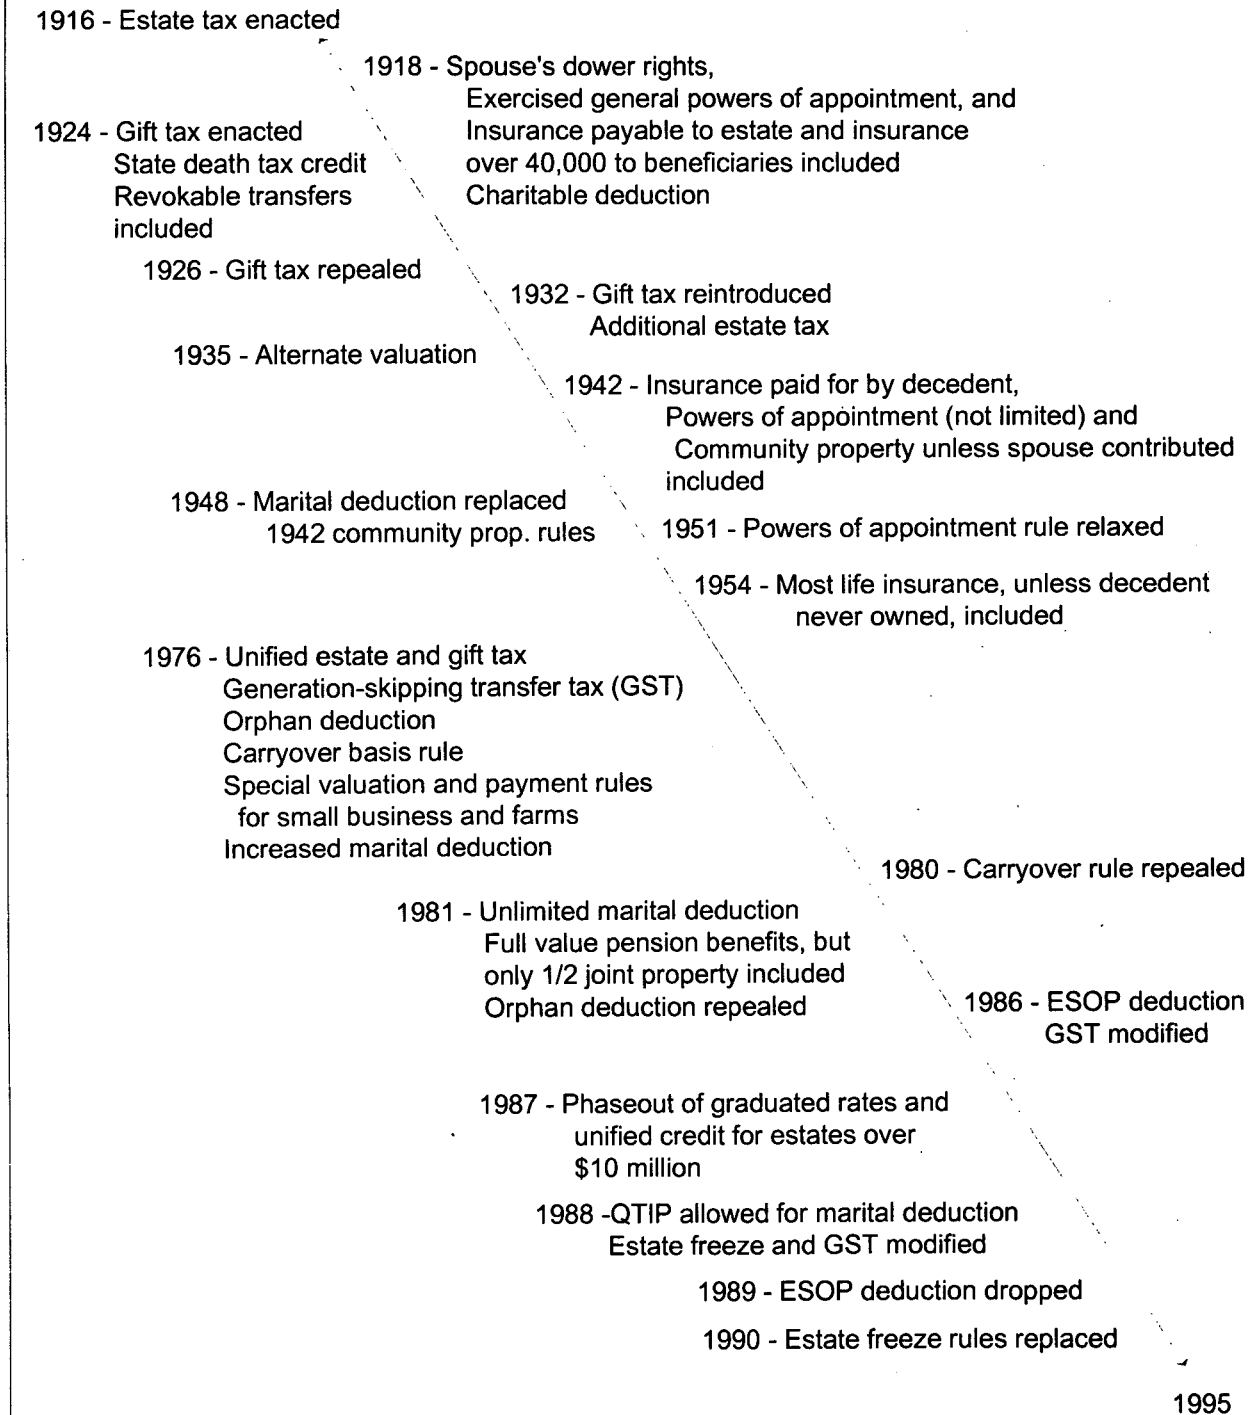 1916 - Estate tax enacted
1918 - Spouse's dower rights,
Exercised general powers of appointment, and
Insurance payable to estate and insurance
over 40,000 to beneficiaries included
Charitable deduction
1924 - Gift tax enacted
State death tax credit
Revokable transfers
included
1926 - Gift tax repealed
1932 - Gift tax reintroduced
Additional estate tax
1935 - Alternate valuation
1942 - Insurance paid for by decedent,
Powers of appointment (not limited) and
Community property unless spouse contributed
included
1948 - Marital deduction replaced
1942 community prop. rules
1951 - Powers of appointment rule relaxed
1954 - Most life insurance, unless decedent
never owned, included
1976 - Unified estate and gift tax
Generation-skipping transfer tax (GST)
Orphan deduction
Carryover basis rule
Special valuation and payment rules
for small business and farms
Increased marital deduction
1980 - Carryover rule repealed
1981 - Unlimited marital deduction
Full value pension benefits, but
only 1/2 joint property included
Orphan deduction repealed
1986 - ESOP deduction
GST modified
1987 - Phaseout of graduated rates and
unified credit for estates over
$10 million
1988 -QTIP allowed for marital deduction
Estate freeze and GST modified
1989 - ESOP deduction dropped
1990 - Estate freeze rules replaced
1995